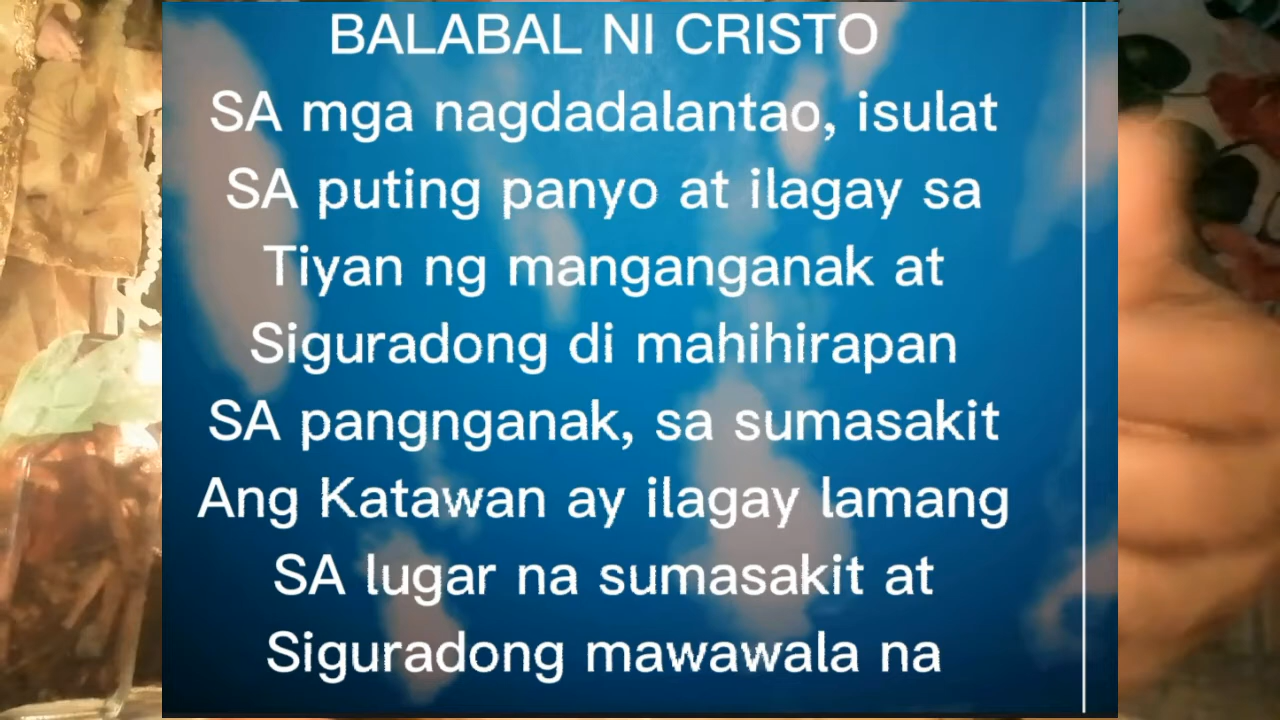 BALABAL NI CRISTO
SA mga nagdadalantao, isulat
SA puting panyo at ilagay sa
Tiyan ng manganganak at
Siguradong di mahihirapan
SA pangnganak, sa sumasakit
Ang Katawan ay ilagay lamang
SA lugar na sumasakit at
Siguradong mawawala na